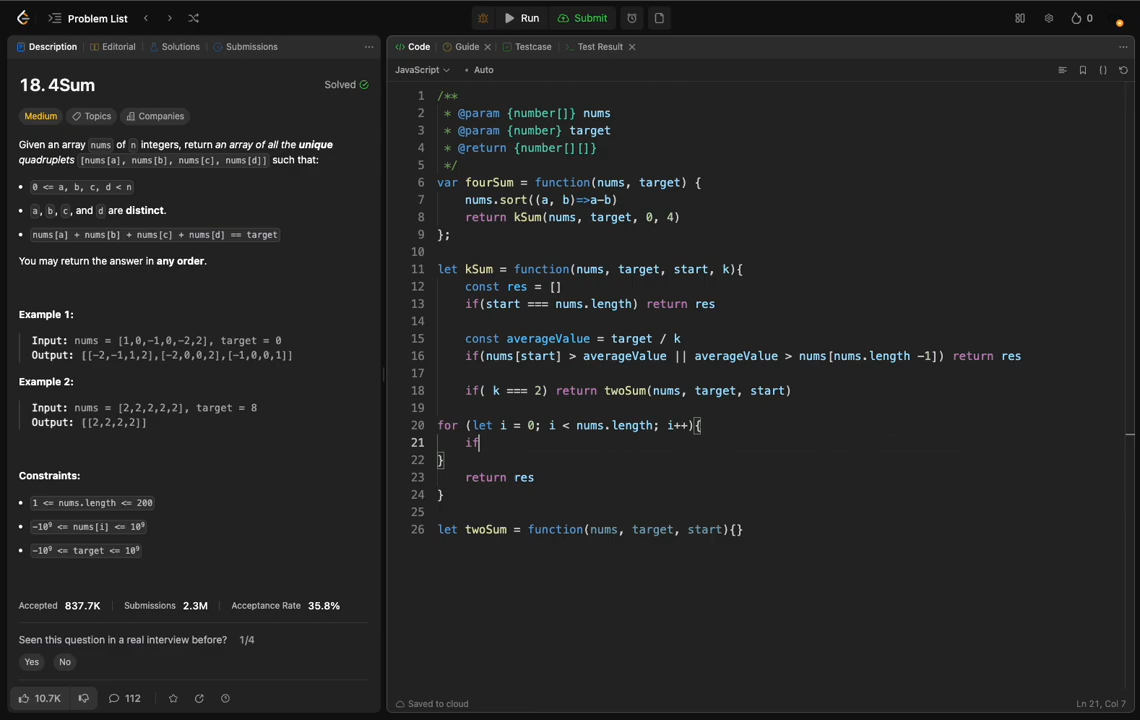 Problem List
Run
Submit
0
Description
Editorial
Solutions
Submissions
18. 4Sum
Solved
Medium
Topics
Companies
Given an array nums of n integers, return an array of all the unique
quadruplets [nums[a], nums[b], nums[c], nums[d]] such that:
• 0 <= a, b, c, d < n
• a, b, c, and d are distinct.
• nums[a] + nums[b] + nums[c] + nums[d] == target
You may return the answer in any order.
Example 1:
Input: nums = [1,0,-1,0,-2,2], target = 0
Output: [[-2,-1,1,2],[-2,0,0,2],[-1,0,0,1]]
Example 2:
Input: nums = [2,2,2,2,2], target = 8
Output: [[2,2,2,2]]
Constraints:
• 1 <= nums.length <= 200
• -10⁹ <= nums[i] <= 10⁹
• -10⁹ <= target <= 10⁹
Accepted 837.7K Submissions 2.3M Acceptance Rate 35.8%
Seen this question in a real interview before? 1/4
Yes No
10.7K 112
Code
Guide
Testcase
Test Result
JavaScript • Auto
1 /**
2 * @param {number[]} nums
3 * @param {number} target
4 * @return {number[][]}
5 */
6 var fourSum = function(nums, target) {
7 nums.sort((a, b)=>a-b)
8 return kSum(nums, target, 0, 4)
9 };
10
11 let kSum = function(nums, target, start, k){
12 const res = []
13 if(start === nums.length) return res
14
15 const averageValue = target / k
16 if(nums[start] > averageValue || averageValue > nums[nums.length -1]) return res
17
18 if( k === 2) return twoSum(nums, target, start)
19
20 for (let i = 0; i < nums.length; i++){
21 if
22 }
23 return res
24 }
25
26 let twoSum = function(nums, target, start){}
Saved to cloud
Ln 21, Col 7